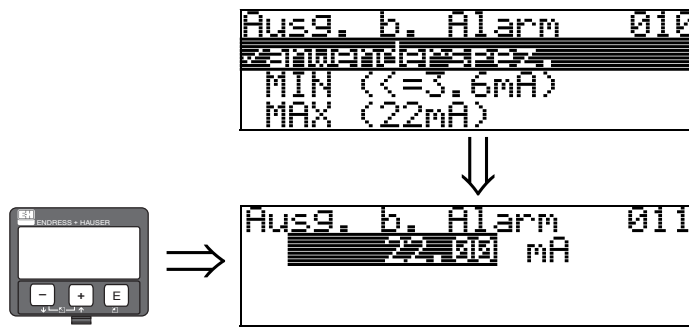 Ausg. b. Alarm 010
✓anwenderspez.
MIN (<=3.6mA)
MAX (22mA)
Ausg. b. Alarm 011
22.00 mA
E+H
ENDRESS + HAUSER
- + E